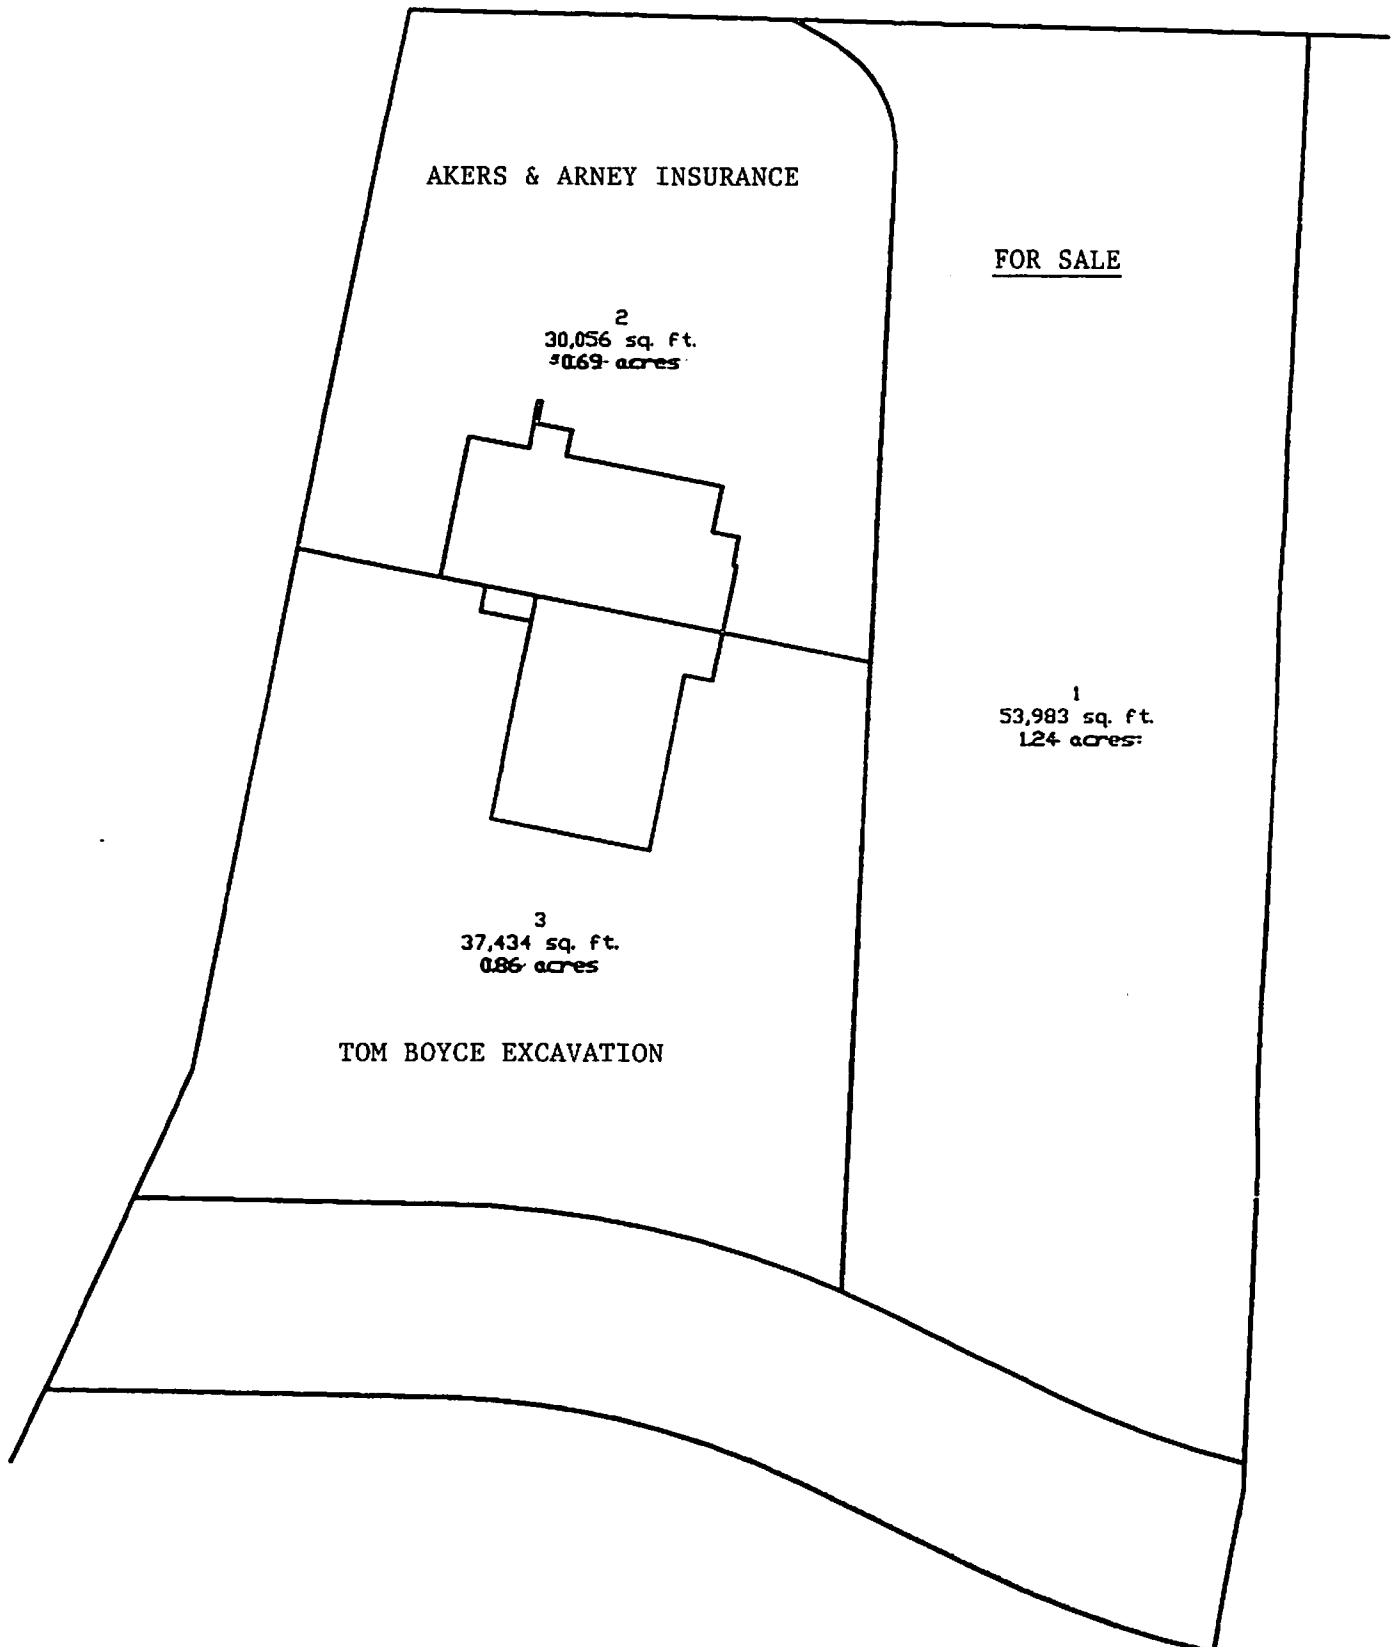 AKERS & ARNEY INSURANCE
FOR SALE
2
30,056 sq. ft.
0.69 acres
1
53,983 sq. ft.
1.24 acres
3
37,434 sq. ft.
0.86 acres
TOM BOYCE EXCAVATION